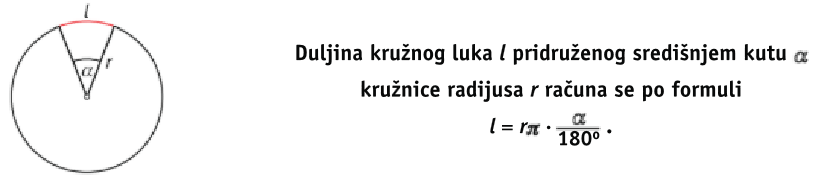 l
α
r
Duljina kružnog luka l pridruženog središnjem kutu α
kružnice radijusa r računa se po formuli
l = rπ · α/180° .